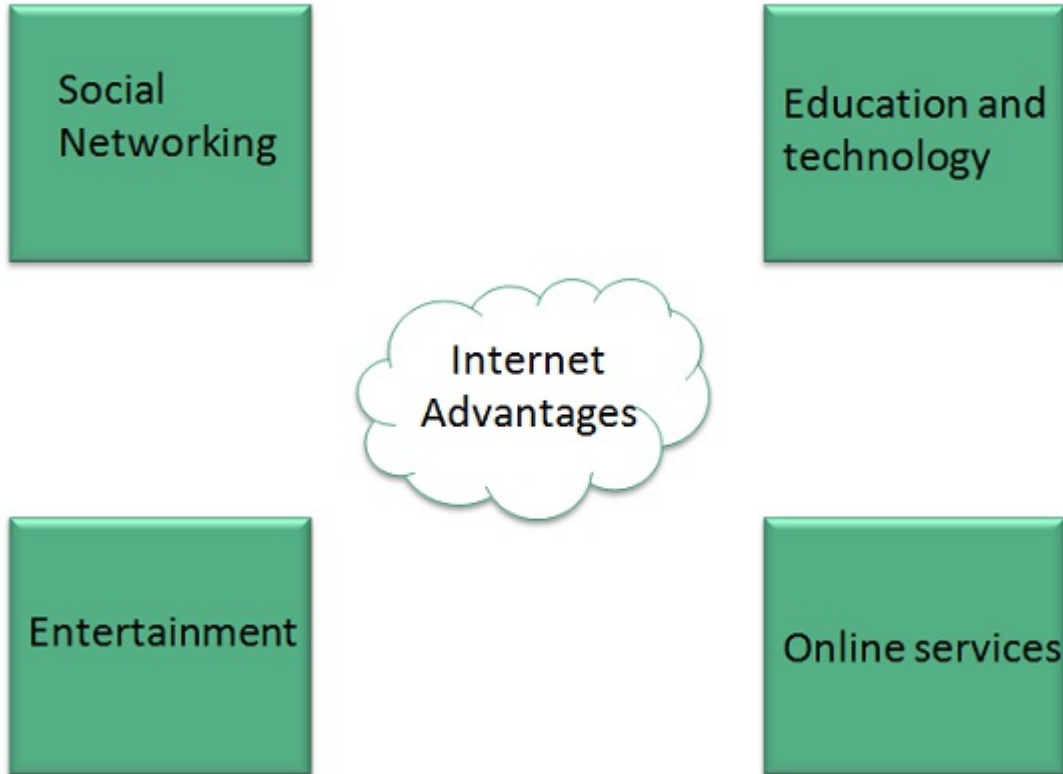 Social
Networking
Education and
technology
Internet
Advantages
Entertainment
Online services